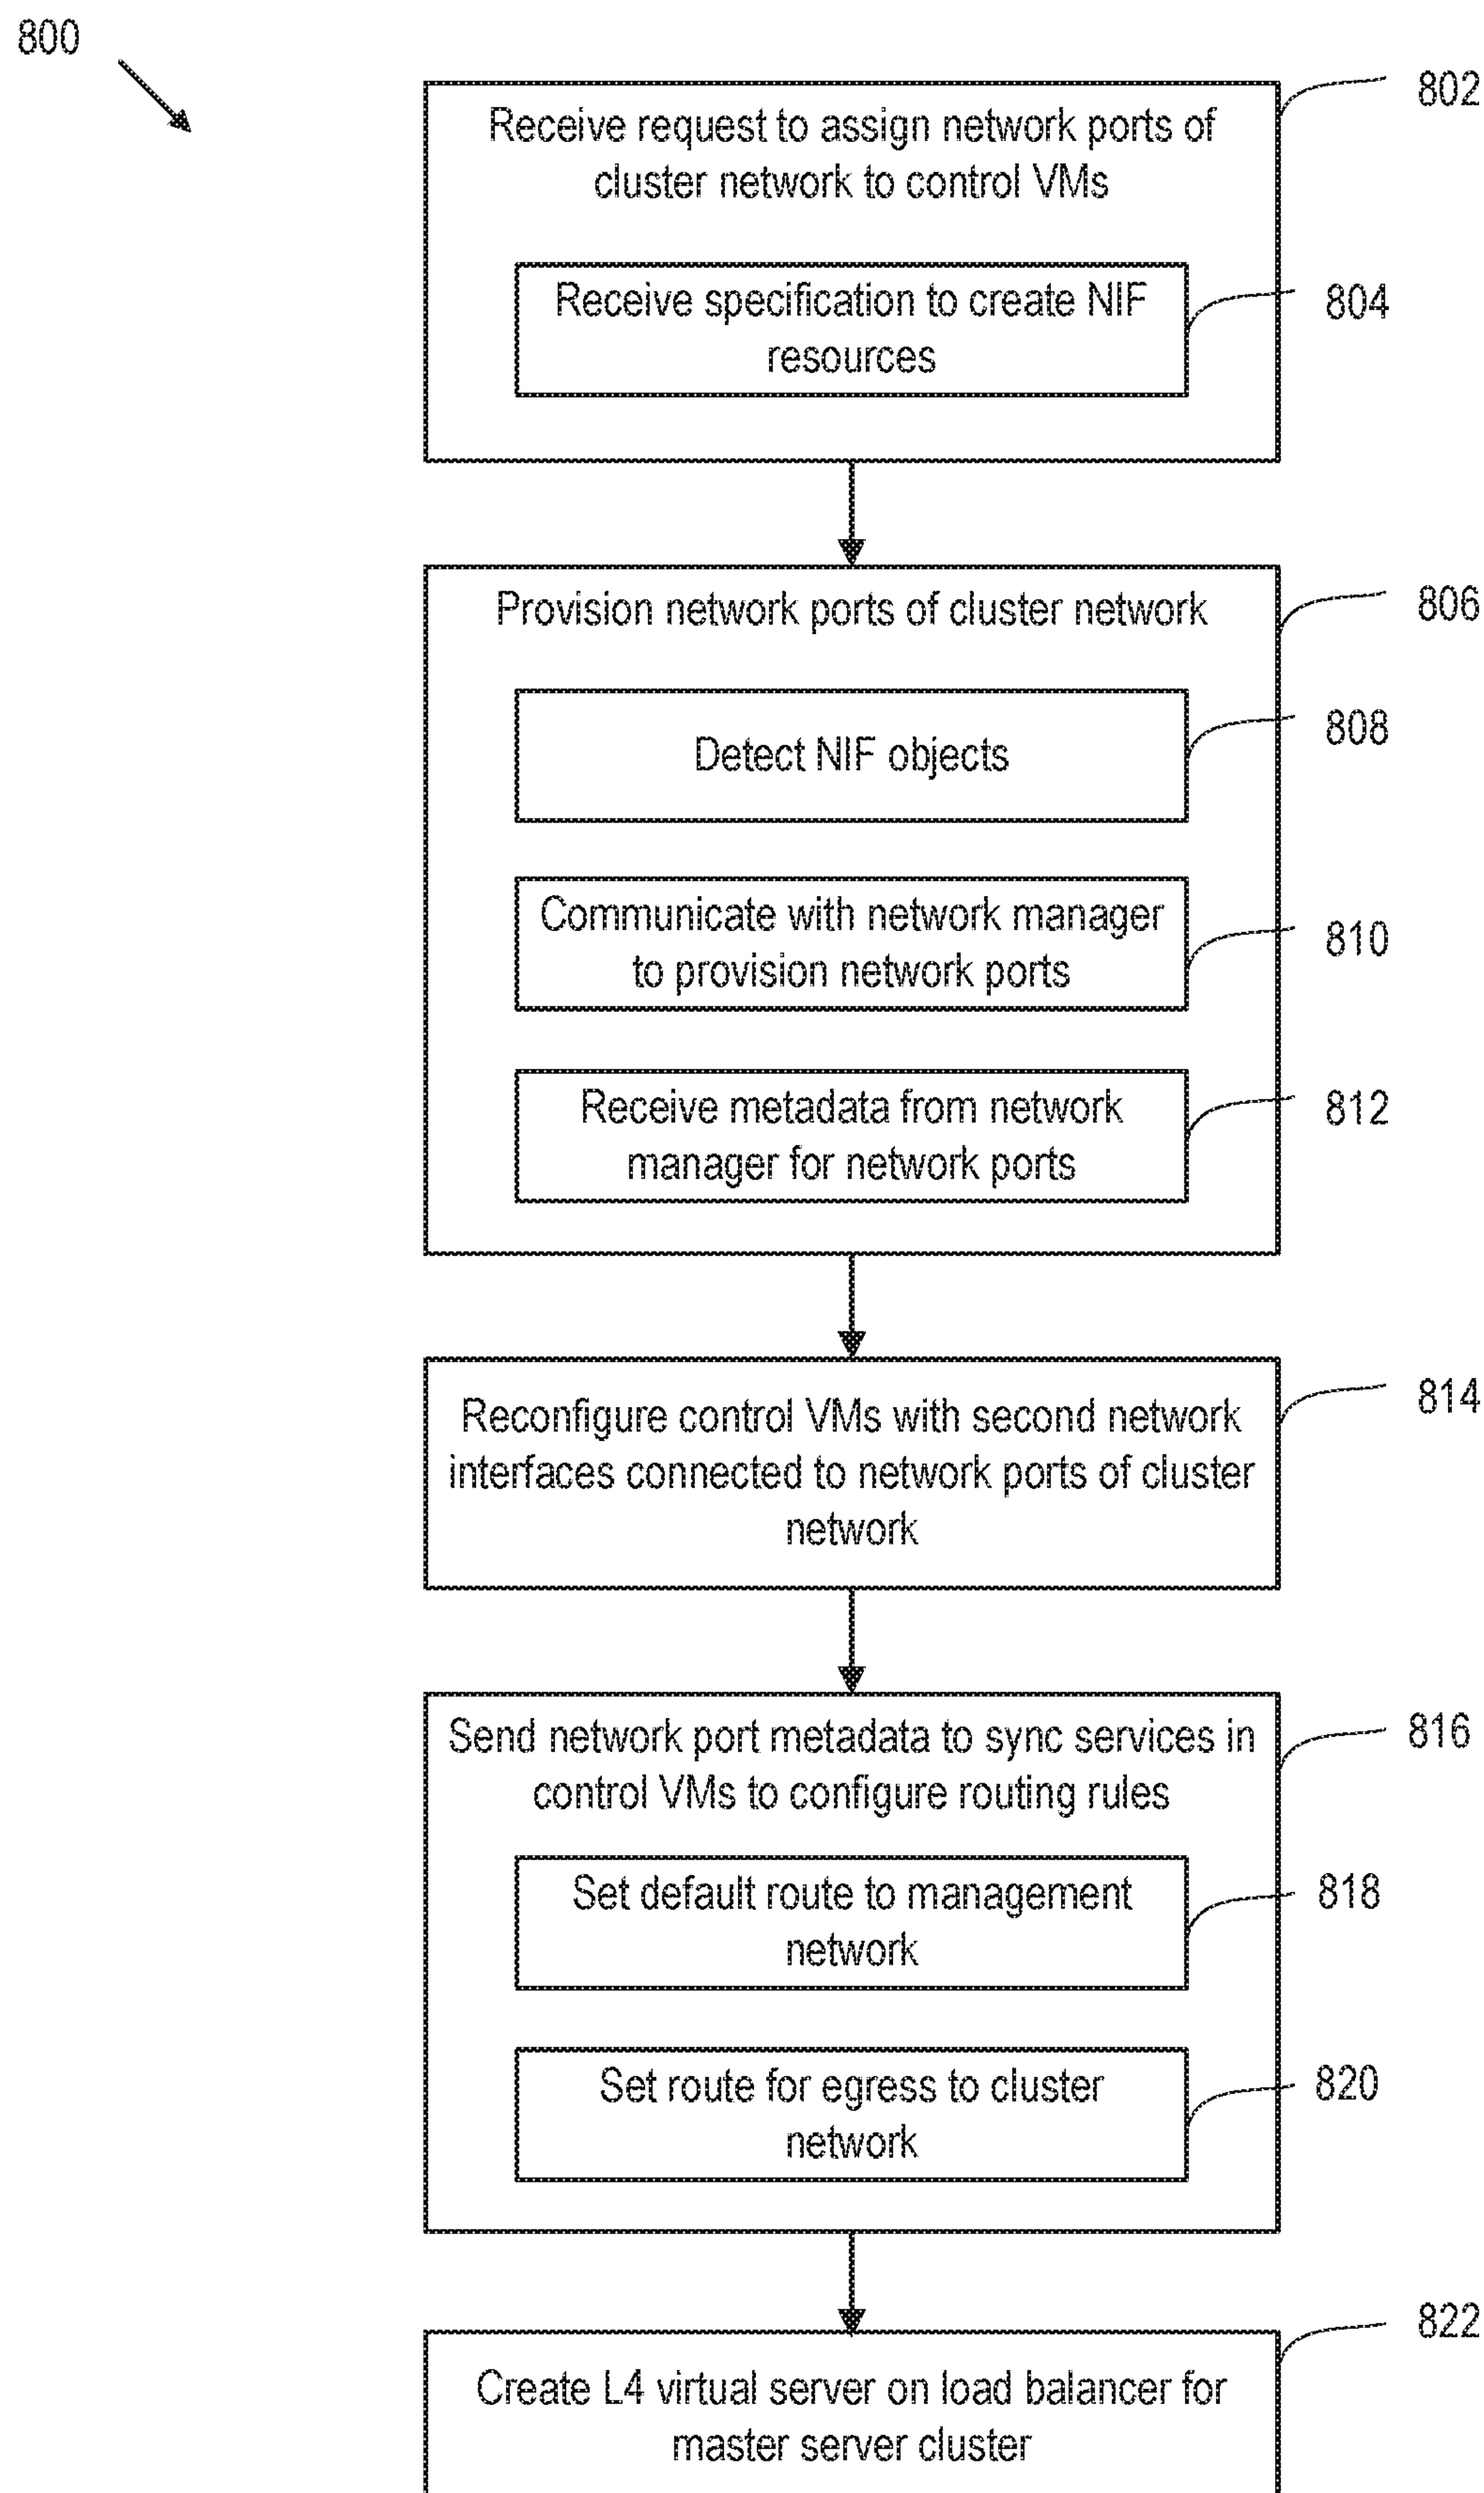 800
802
Receive request to assign network ports of
cluster network to control VMs
Receive specification to create NIF
resources
804
Provision network ports of cluster network
806
Detect NIF objects
808
Communicate with network manager
to provision network ports
810
Receive metadata from network
manager for network ports
812
Reconfigure control VMs with second network
interfaces connected to network ports of cluster
network
814
Send network port metadata to sync services in
control VMs to configure routing rules
816
Set default route to management
network
818
Set route for egress to cluster
network
820
822
Create L4 virtual server on load balancer for
master server cluster